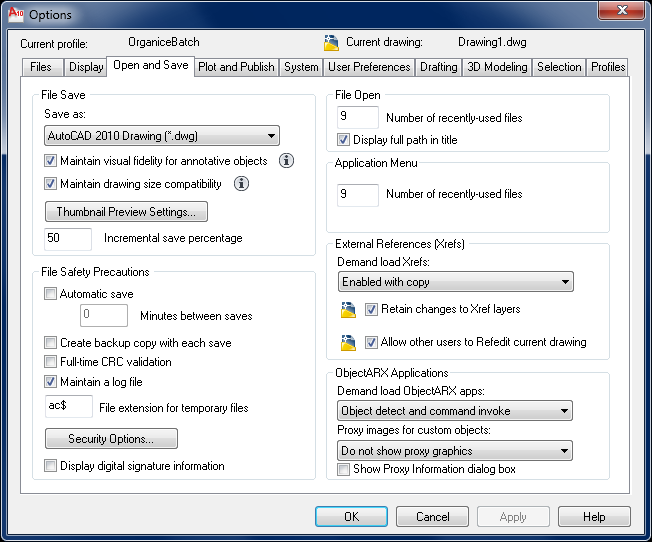 A10 Options
Current profile: OrganiceBatch Current drawing: Drawing1.dwg
Files Display Open and Save Plot and Publish System User Preferences Drafting 3D Modeling Selection Profiles
File Save
Save as:
AutoCAD 2010 Drawing (*.dwg)
Maintain visual fidelity for annotative objects
Maintain drawing size compatibility
Thumbnail Preview Settings...
50 Incremental save percentage
File Safety Precautions
Automatic save
0 Minutes between saves
Create backup copy with each save
Full-time CRC validation
Maintain a log file
ac$ File extension for temporary files
Security Options...
Display digital signature information
File Open
9 Number of recently-used files
Display full path in title
Application Menu
9 Number of recently-used files
External References (Xrefs)
Demand load Xrefs:
Enabled with copy
Retain changes to Xref layers
Allow other users to Refedit current drawing
ObjectARX Applications
Demand load ObjectARX apps:
Object detect and command invoke
Proxy images for custom objects:
Do not show proxy graphics
Show Proxy Information dialog box
OK Cancel Apply Help